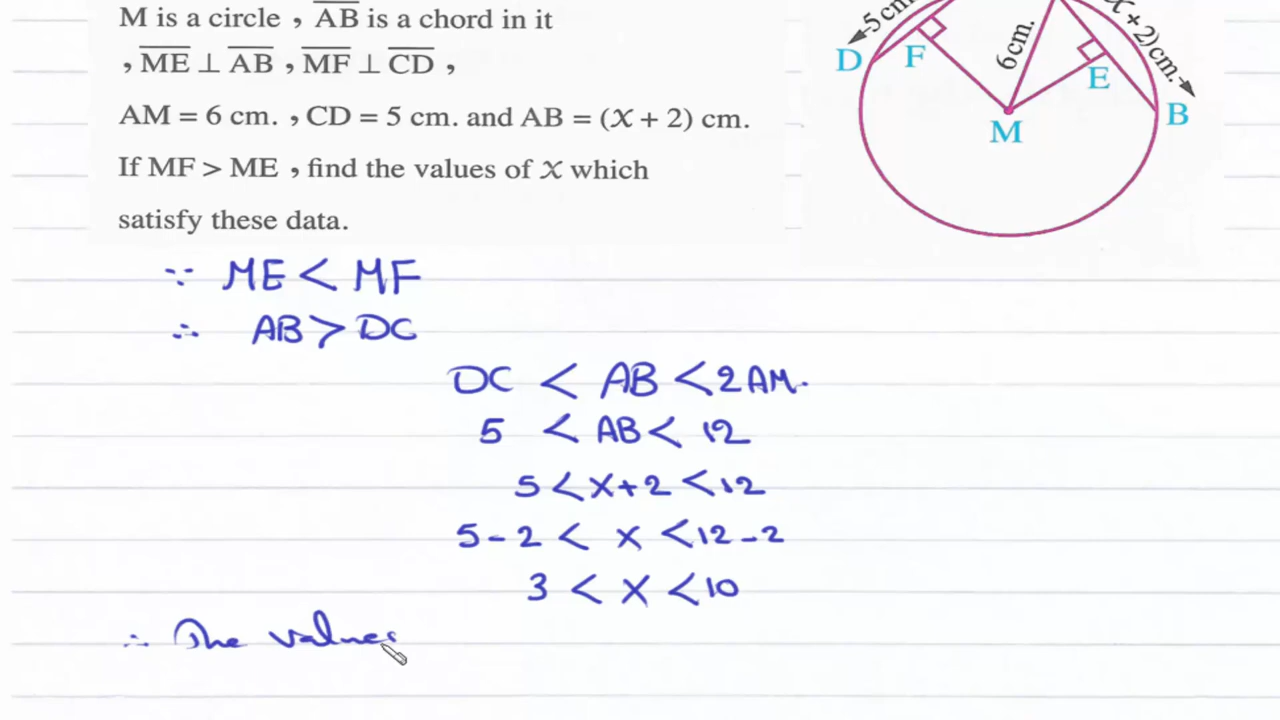 M is a circle , AB is a chord in it
, ME ⊥ AB , MF ⊥ CD ,
AM = 6 cm. , CD = 5 cm. and AB = (X + 2) cm.
If MF > ME , find the values of X which
satisfy these data.
5 cm
6 cm.
X + 2) cm.
D
F
E
M
B
∵ ME < MF
∴ AB > DC
DC < AB < 2AM.
5 < AB < 12
5 < X+2 < 12
5-2 < X < 12-2
3 < X < 10
∴ The values